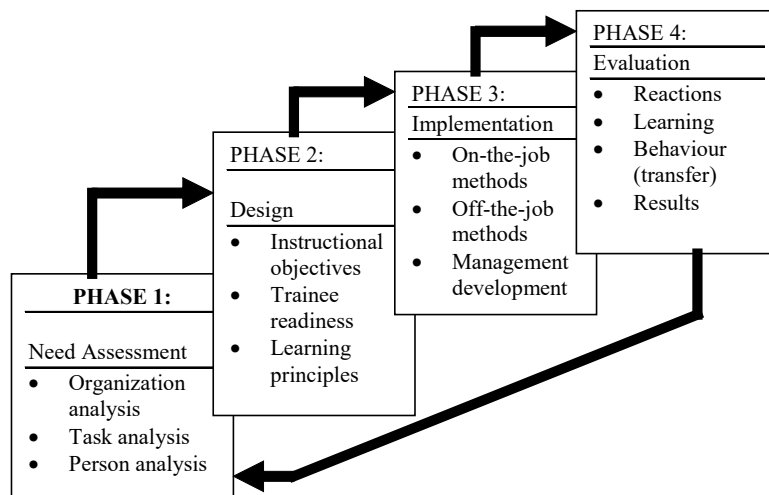 PHASE 1:
Need Assessment
• Organization
analysis
• Task analysis
• Person analysis
PHASE 2:
Design
• Instructional
objectives
• Trainee
readiness
• Learning
principles
PHASE 3:
Implementation
• On-the-job
methods
• Off-the-job
methods
• Management
development
PHASE 4:
Evaluation
• Reactions
• Learning
• Behaviour
(transfer)
• Results